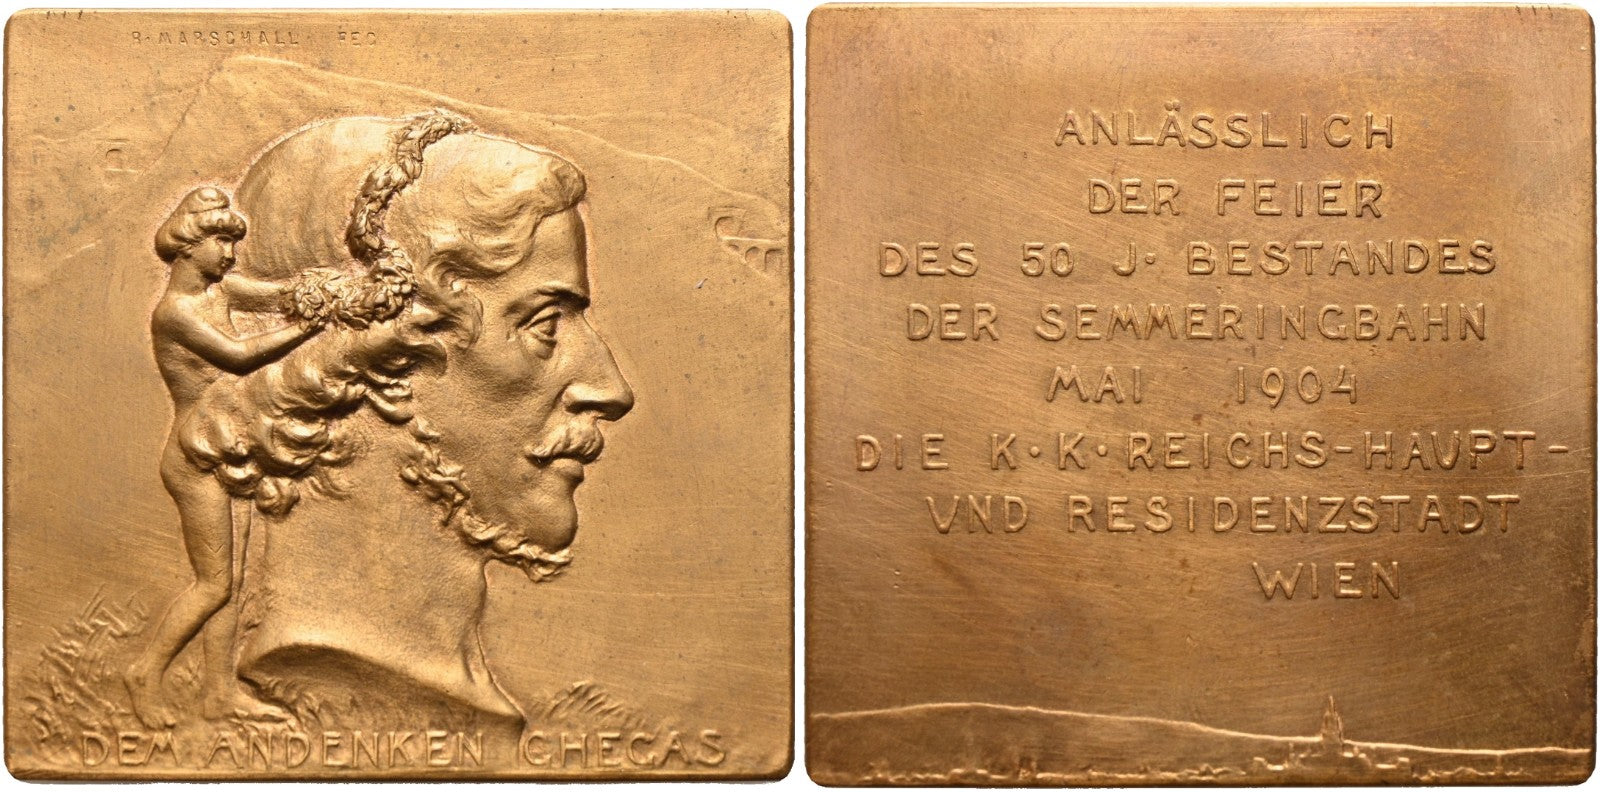 R·MARSCHALL FEC
DEM ANDENKEN GHEGAS
ANLÄSSLICH
DER FEIER
DES 50 J· BESTANDES
DER SEMMERINGBAHN
MAI 1904
DIE K·K·REICHS-HAVPT-
VND RESIDENZSTADT
WIEN